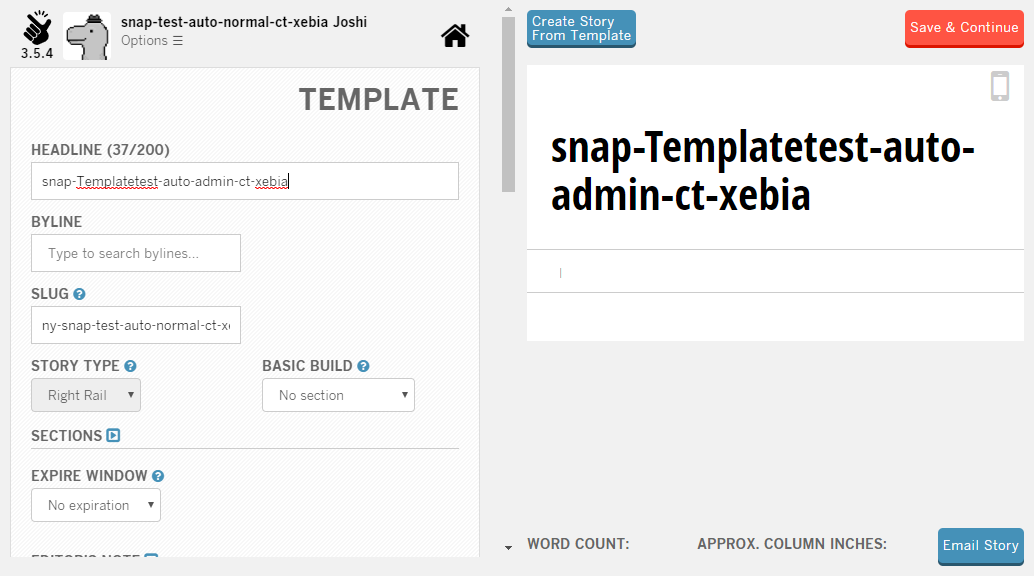 snap-test-auto-normal-ct-xebia Joshi
Options ☰
3.5.4
TEMPLATE
HEADLINE (37/200)
snap-Templatetest-auto-admin-ct-xebia
BYLINE
Type to search bylines...
SLUG ?
ny-snap-test-auto-normal-ct-x
STORY TYPE ?
BASIC BUILD ?
Right Rail
No section
SECTIONS
EXPIRE WINDOW ?
No expiration
Create Story
From Template
Save & Continue
snap-Templatetest-auto-
admin-ct-xebia
|
WORD COUNT:
APPROX. COLUMN INCHES:
Email Story